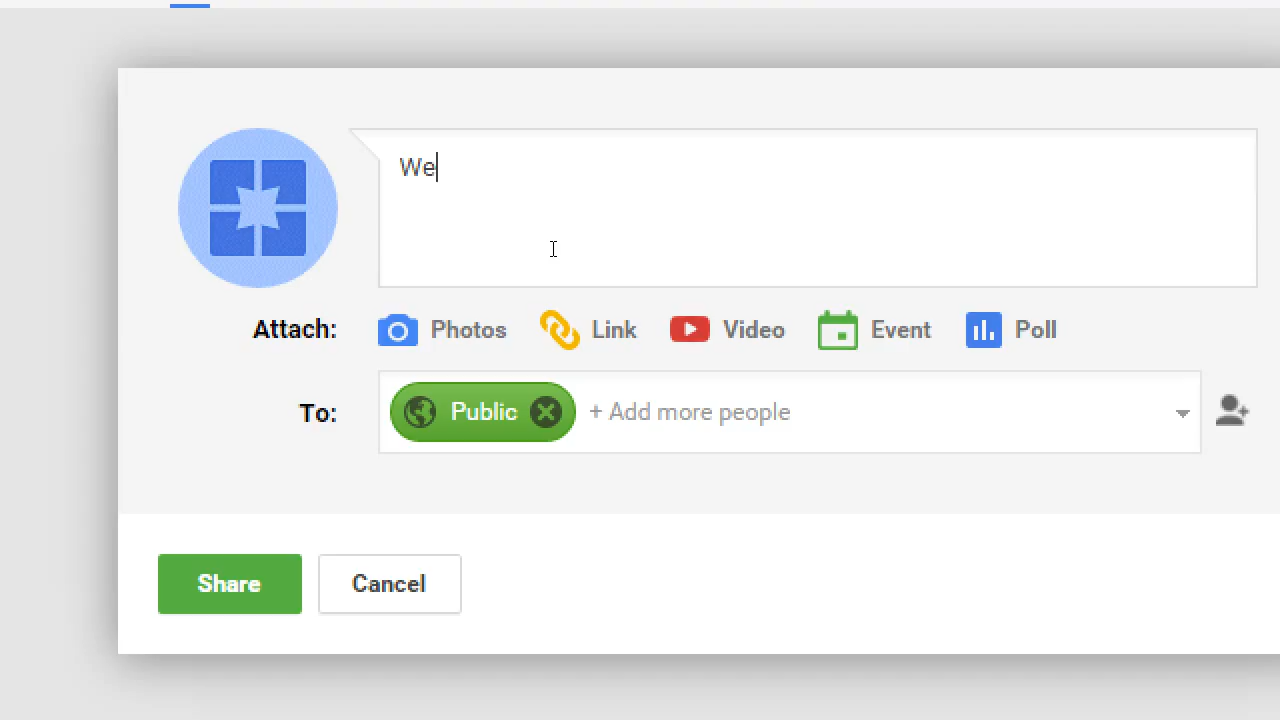 We
Attach: Photos Link Video Event Poll
To: Public + Add more people
Share Cancel